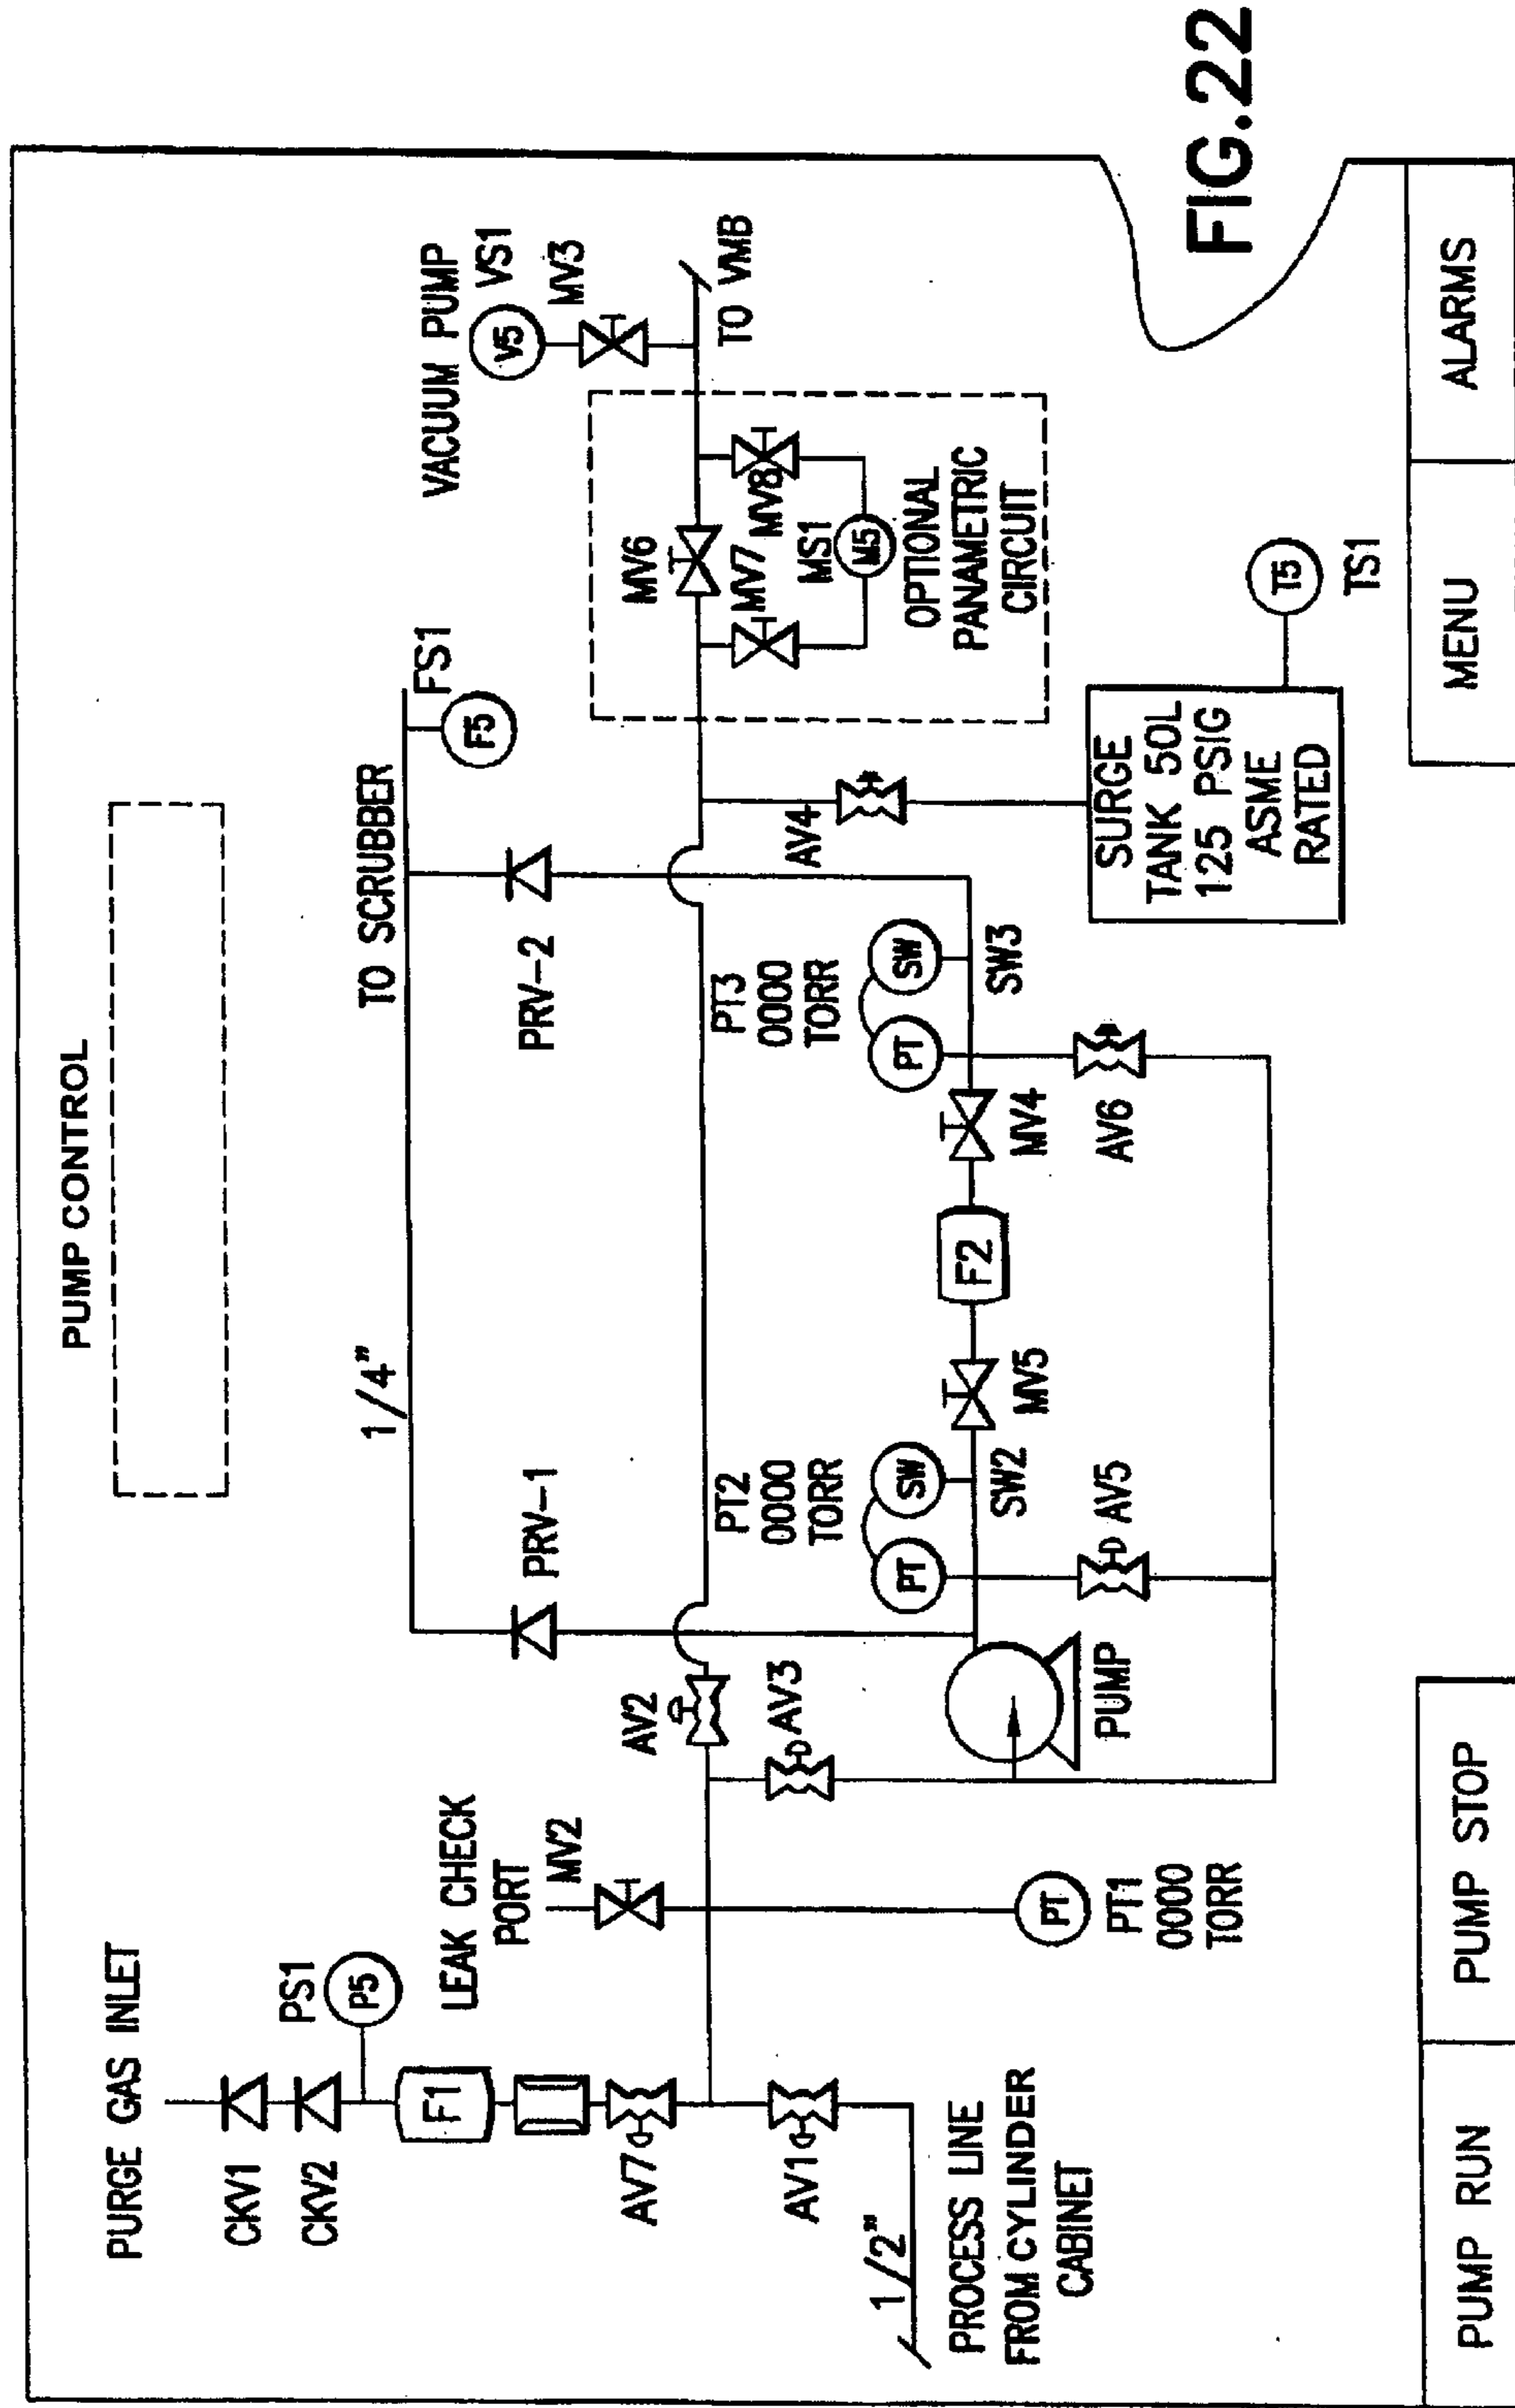 PUMP CONTROL
PURGE GAS INLET
CKV1
CKV2
PS1
P5
F1
AV7
AV1
1/2"
PROCESS LINE
FROM CYLINDER
CABINET
LEAK CHECK
PORT
MV2
PT
PT1
0000
TORR
1/4"
TO SCRUBBER
FS1
F5
PRV-1
PRV-2
AV2
AV3
PUMP
PT2
0000
TORR
PT
SW
SW2
AV5
MV5
F2
MV4
PT3
0000
TORR
PT
SW
SW3
AV6
AV4
SURGE
TANK 50L
125 PSIG
ASME
RATED
T5
TS1
MV6
MV7
MV8
MS1
M5
OPTIONAL
PANAMETRIC
CIRCUIT
VACUUM PUMP
V5
VS1
MV3
TO VMB
PUMP RUN
PUMP STOP
MENU
ALARMS
FIG.22